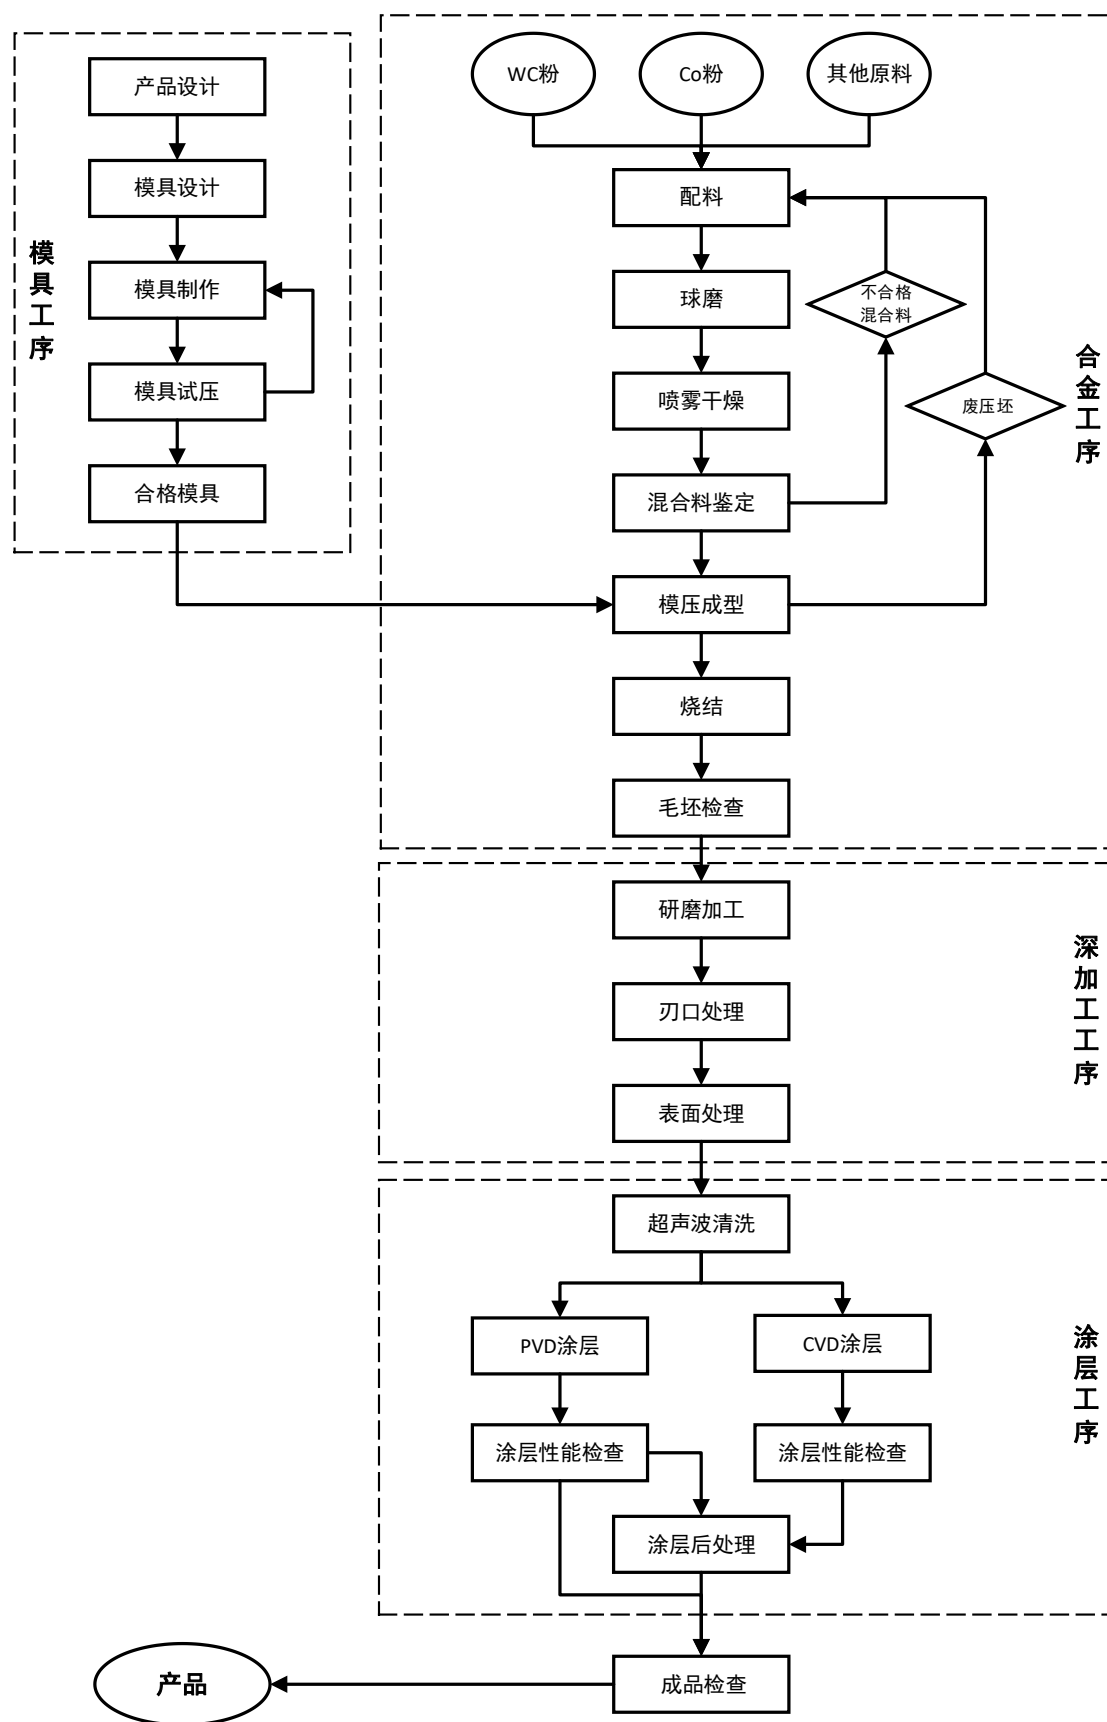 模具工序
产品设计
模具设计
模具制作
模具试压
合格模具
WC粉
Co粉
其他原料
配料
球磨
喷雾干燥
混合料鉴定
模压成型
烧结
毛坯检查
不合格
混合料
废压坯
合金工序
研磨加工
刃口处理
表面处理
深加工工序
超声波清洗
PVD涂层
CVD涂层
涂层性能检查
涂层性能检查
涂层后处理
涂层工序
成品检查
产品